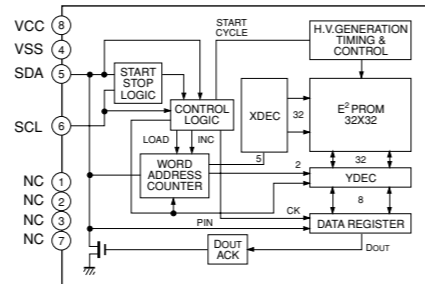 VCC 8
VSS 4
SDA 5
SCL 6
NC 1
NC 2
NC 3
NC 7
START
CYCLE
H.V.GENERATION
TIMING &
CONTROL
START
STOP
LOGIC
CONTROL
LOGIC
XDEC
32
E² PROM
32X32
LOAD
INC
WORD
ADDRESS
COUNTER
5
2
32
YDEC
8
CK
PIN
DATA REGISTER
DOUT
ACK
DOUT